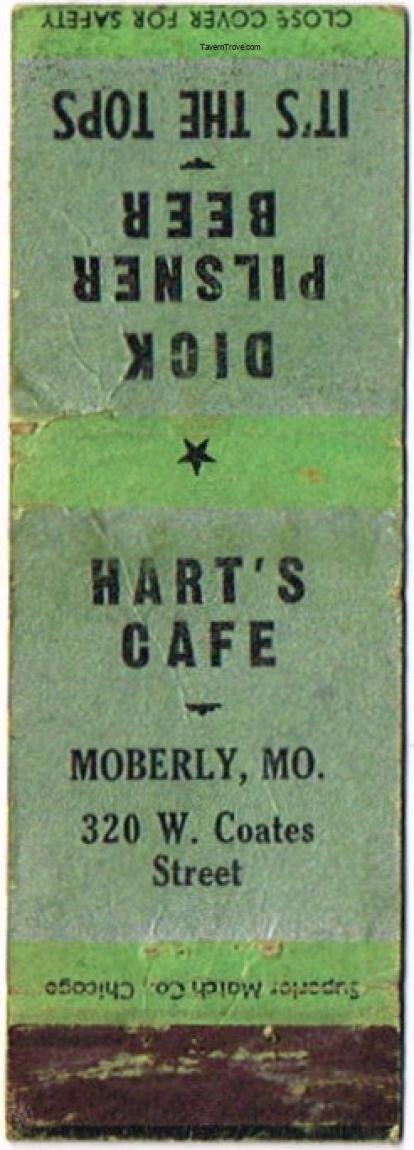 CLOSE COVER FOR SAFETY
TavernTrove.com
IT'S THE TOPS
DICK
PILSNER
BEER
HART'S
CAFE
MOBERLY, MO.
320 W. Coates
Street
Superior Match Co., Chicago